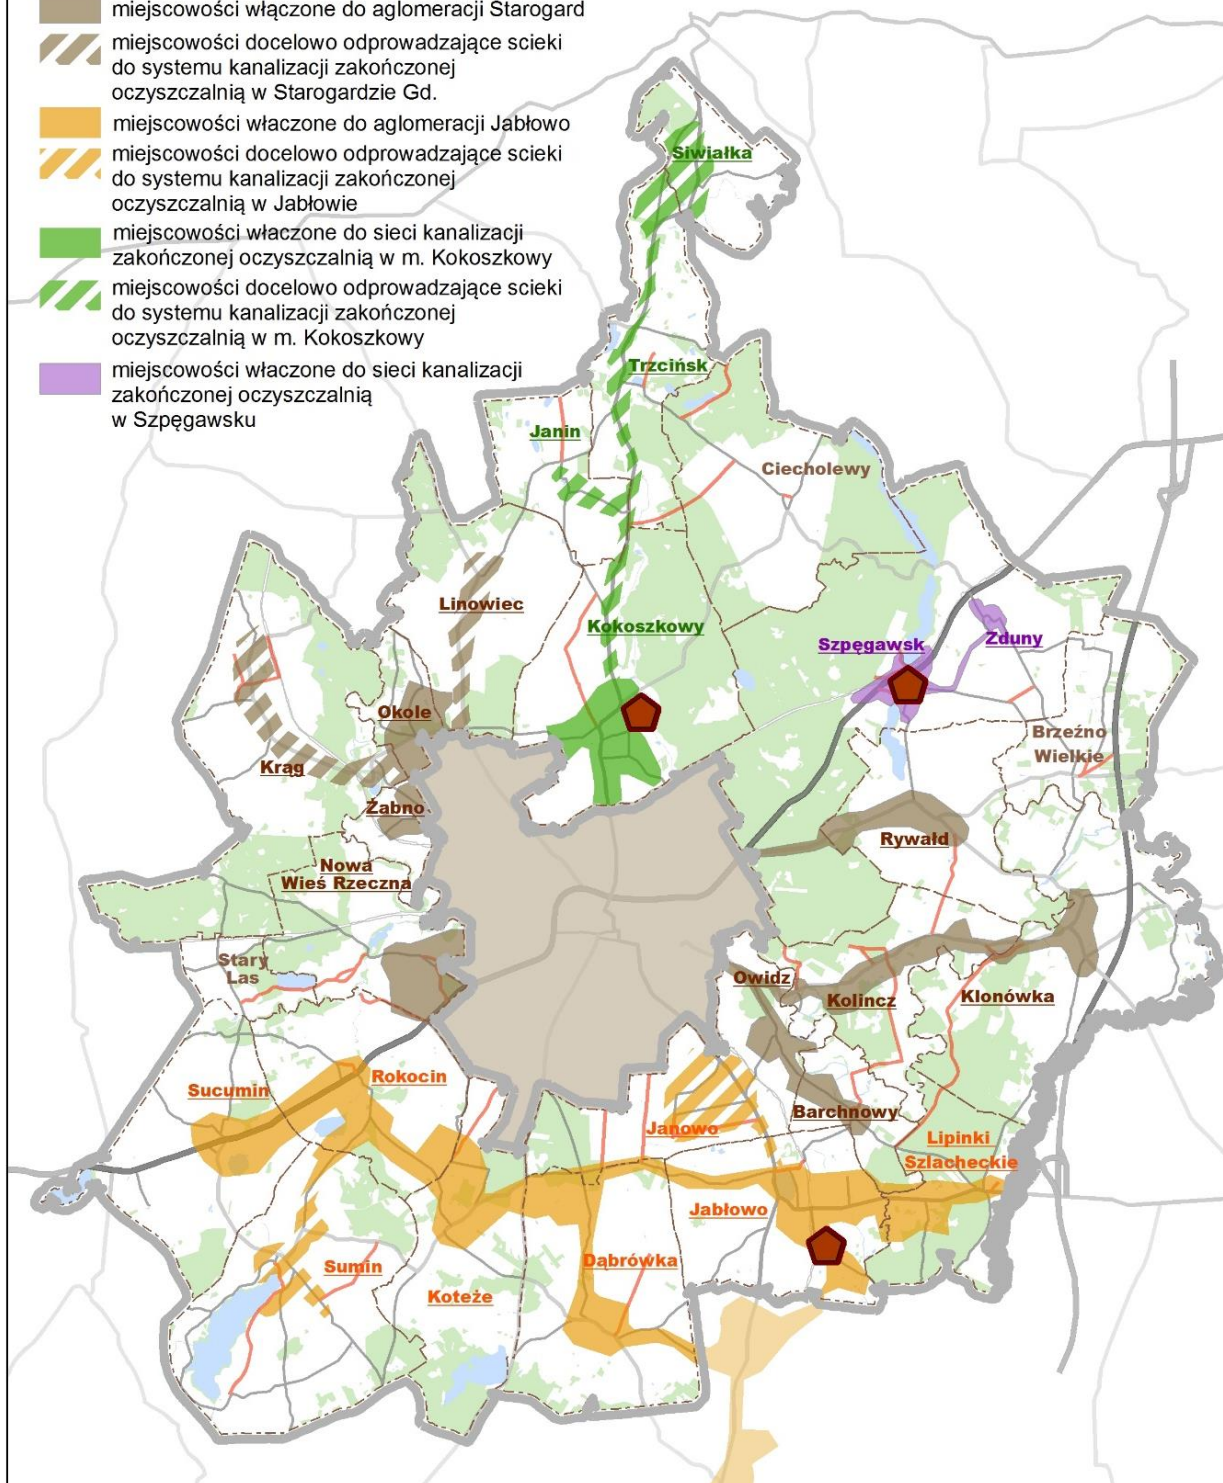 miejscowości włączone do aglomeracji Starogard
miejscowości docelowo odprowadzające scieki
do systemu kanalizacji zakończonej
oczyszczalnią w Starogardzie Gd.
miejscowości właczone do aglomeracji Jabłowo
miejscowości docelowo odprowadzające scieki
do systemu kanalizacji zakończonej
oczyszczalnią w Jabłowie
miejscowości właczone do sieci kanalizacji
zakończonej oczyszczalnią w m. Kokoszkowy
miejscowości docelowo odprowadzające scieki
do systemu kanalizacji zakończonej
oczyszczalnią w m. Kokoszkowy
miejscowości właczone do sieci kanalizacji
zakończonej oczyszczalnią
w Szpęgawsku
Siwiałka
Trzcińsk
Janin
Ciecholewy
Linowiec
Kokoszkowy
Szpęgawsk
Zduny
Okole
Brzeźno
Wielkie
Krąg
Żabno
Rywałd
Nowa
Wieś Rzeczna
Stary
Las
Owidz
Kolincz
Klonówka
Sucumin
Rokocin
Barchnowy
Janowo
Lipinki
Szlacheckie
Jabłowo
Sumin
Dąbrówka
Koteże